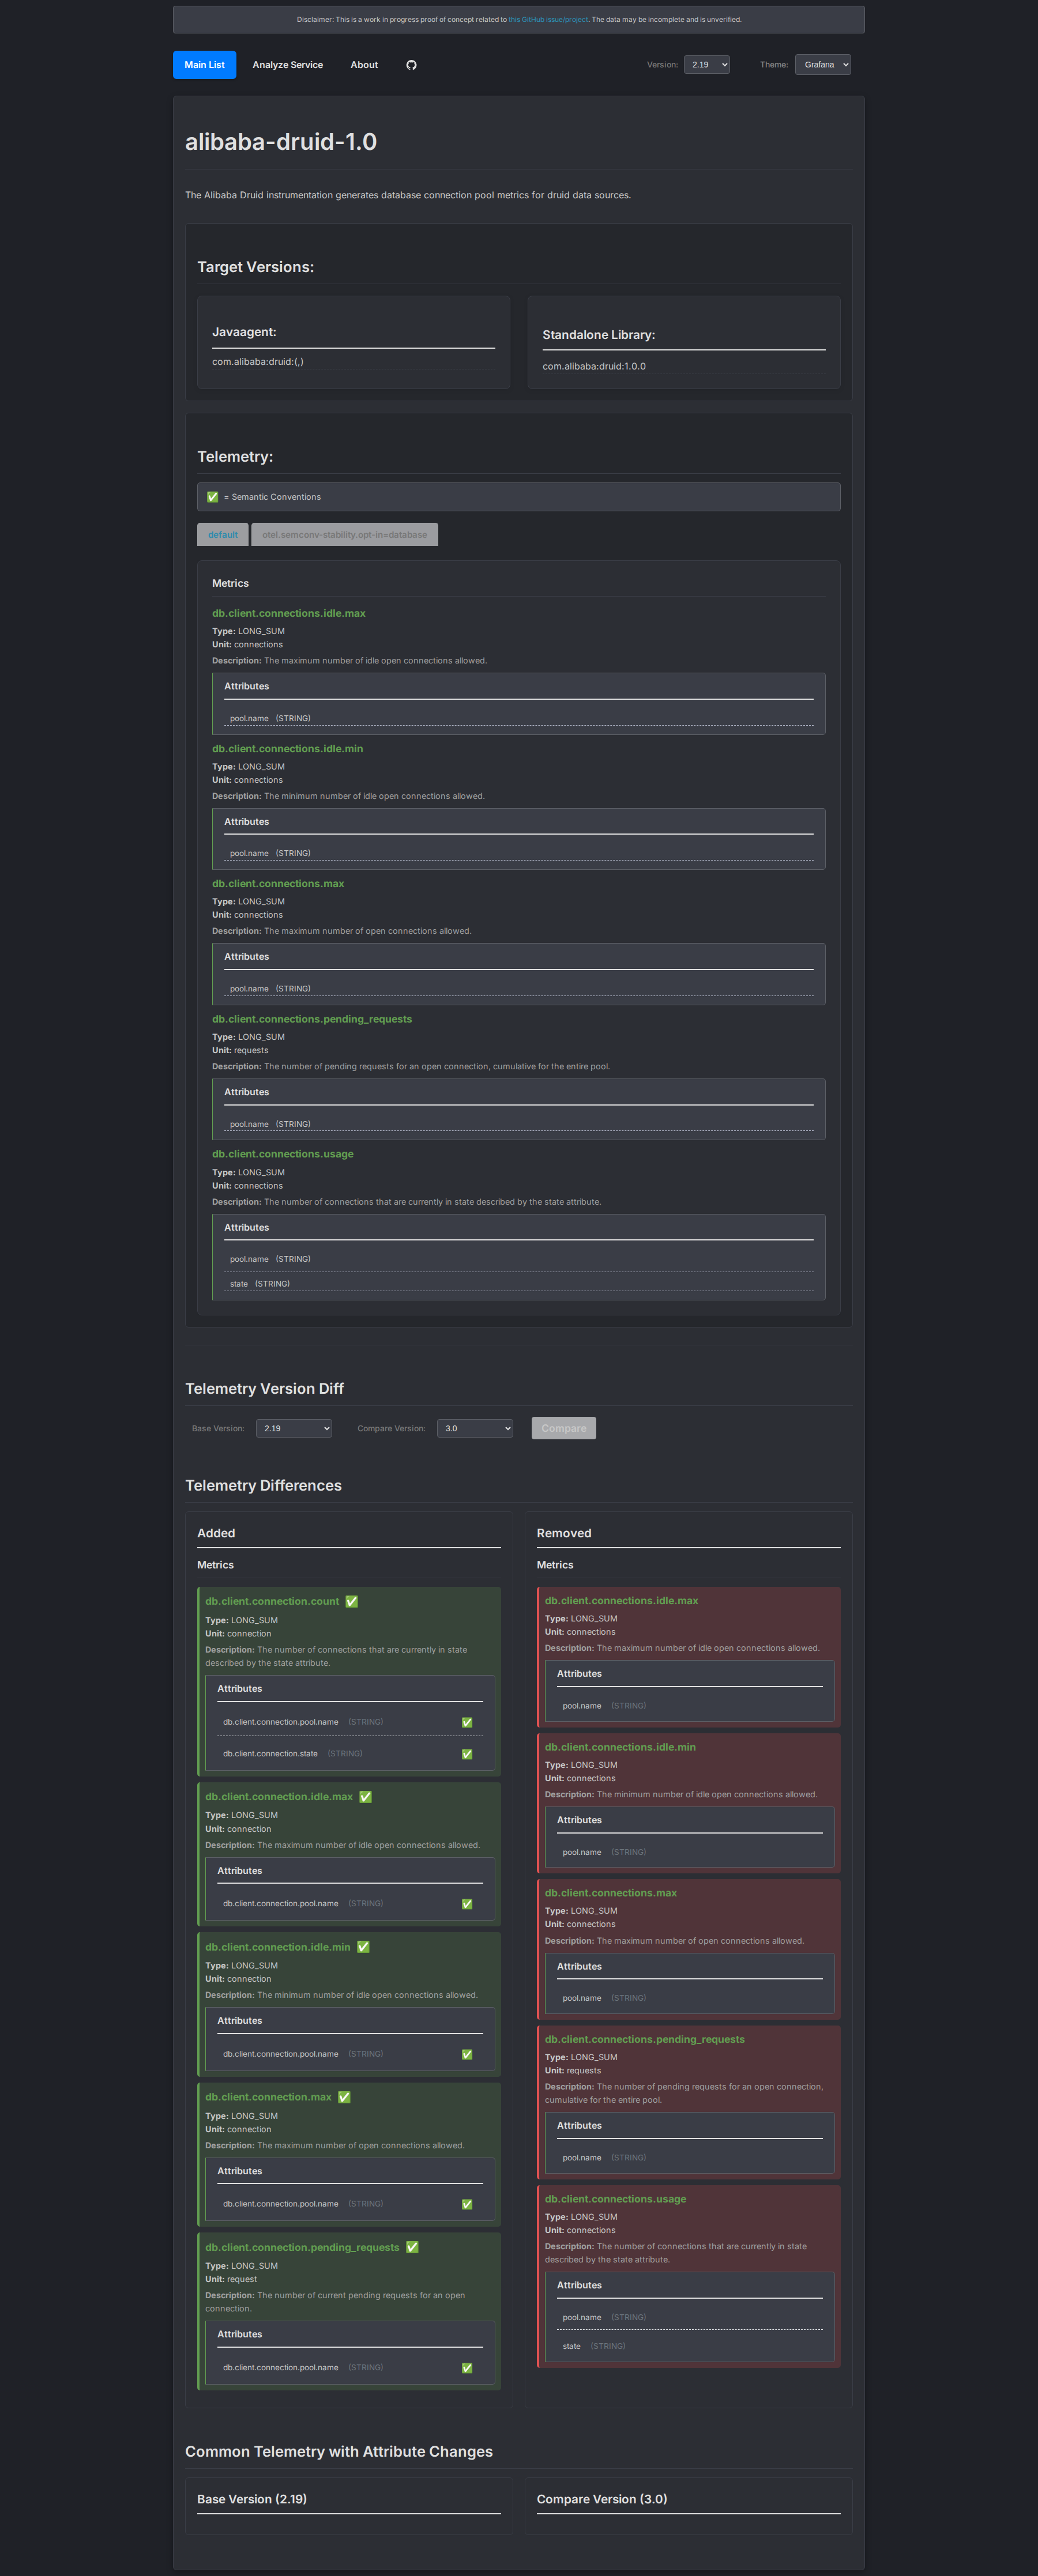 Disclaimer: This is a work in progress proof of concept related to this GitHub issue/project. The data may be incomplete and is unverified.
Main List
Analyze Service
About
Version:
2.19
Theme:
Grafana
alibaba-druid-1.0
The Alibaba Druid instrumentation generates database connection pool metrics for druid data sources.
Target Versions:
Javaagent:
com.alibaba:druid:(,)
Standalone Library:
com.alibaba:druid:1.0.0
Telemetry:
✅ = Semantic Conventions
default
otel.semconv-stability.opt-in=database
Metrics
db.client.connections.idle.max
Type: LONG_SUM
Unit: connections
Description: The maximum number of idle open connections allowed.
Attributes
pool.name (STRING)
db.client.connections.idle.min
Type: LONG_SUM
Unit: connections
Description: The minimum number of idle open connections allowed.
Attributes
pool.name (STRING)
db.client.connections.max
Type: LONG_SUM
Unit: connections
Description: The maximum number of open connections allowed.
Attributes
pool.name (STRING)
db.client.connections.pending_requests
Type: LONG_SUM
Unit: requests
Description: The number of pending requests for an open connection, cumulative for the entire pool.
Attributes
pool.name (STRING)
db.client.connections.usage
Type: LONG_SUM
Unit: connections
Description: The number of connections that are currently in state described by the state attribute.
Attributes
pool.name (STRING)
state (STRING)
Telemetry Version Diff
Base Version:
2.19
Compare Version:
3.0
Compare
Telemetry Differences
Added
Metrics
db.client.connection.count ✅
Type: LONG_SUM
Unit: connection
Description: The number of connections that are currently in state
described by the state attribute.
Attributes
db.client.connection.pool.name (STRING) ✅
db.client.connection.state (STRING) ✅
db.client.connection.idle.max ✅
Type: LONG_SUM
Unit: connection
Description: The maximum number of idle open connections allowed.
Attributes
db.client.connection.pool.name (STRING) ✅
db.client.connection.idle.min ✅
Type: LONG_SUM
Unit: connection
Description: The minimum number of idle open connections allowed.
Attributes
db.client.connection.pool.name (STRING) ✅
db.client.connection.max ✅
Type: LONG_SUM
Unit: connection
Description: The maximum number of open connections allowed.
Attributes
db.client.connection.pool.name (STRING) ✅
db.client.connection.pending_requests ✅
Type: LONG_SUM
Unit: request
Description: The number of current pending requests for an open
connection.
Attributes
db.client.connection.pool.name (STRING) ✅
Removed
Metrics
db.client.connections.idle.max
Type: LONG_SUM
Unit: connections
Description: The maximum number of idle open connections allowed.
Attributes
pool.name (STRING)
db.client.connections.idle.min
Type: LONG_SUM
Unit: connections
Description: The minimum number of idle open connections allowed.
Attributes
pool.name (STRING)
db.client.connections.max
Type: LONG_SUM
Unit: connections
Description: The maximum number of open connections allowed.
Attributes
pool.name (STRING)
db.client.connections.pending_requests
Type: LONG_SUM
Unit: requests
Description: The number of pending requests for an open connection,
cumulative for the entire pool.
Attributes
pool.name (STRING)
db.client.connections.usage
Type: LONG_SUM
Unit: connections
Description: The number of connections that are currently in state
described by the state attribute.
Attributes
pool.name (STRING)
state (STRING)
Common Telemetry with Attribute Changes
Base Version (2.19)
Compare Version (3.0)